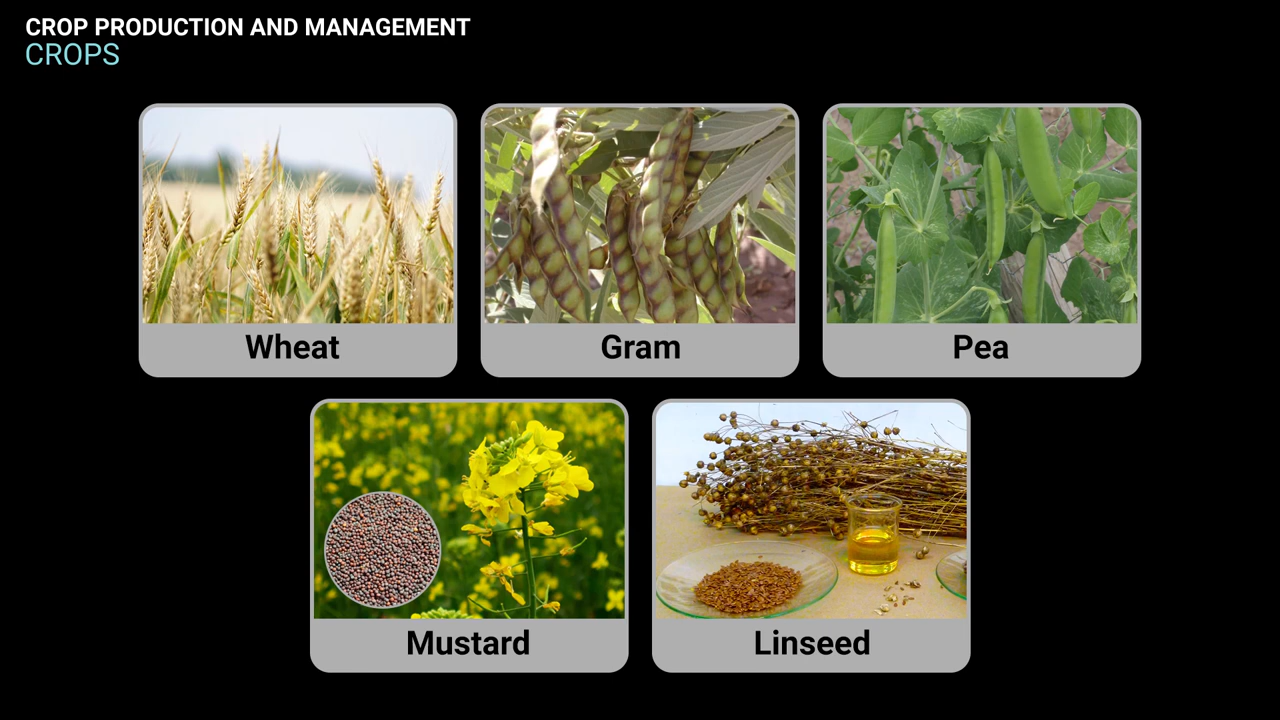 CROP PRODUCTION AND MANAGEMENT
CROPS
Wheat
Gram
Pea
Mustard
Linseed